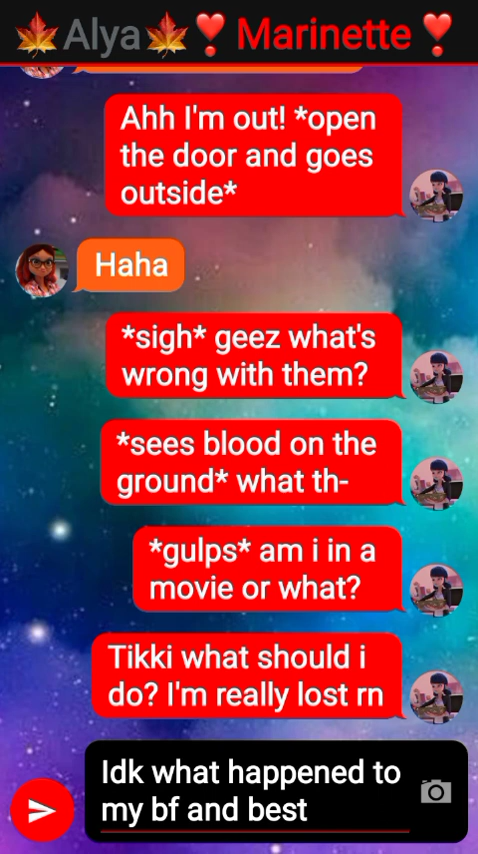 🍁Alya🍁❣ Marinette ❣
Ahh I'm out! *open
the door and goes
outside*
Haha
*sigh* geez what's
wrong with them?
*sees blood on the
ground* what th-
*gulps* am i in a
movie or what?
Tikki what should i
do? I'm really lost rn
Idk what happened to
my bf and best